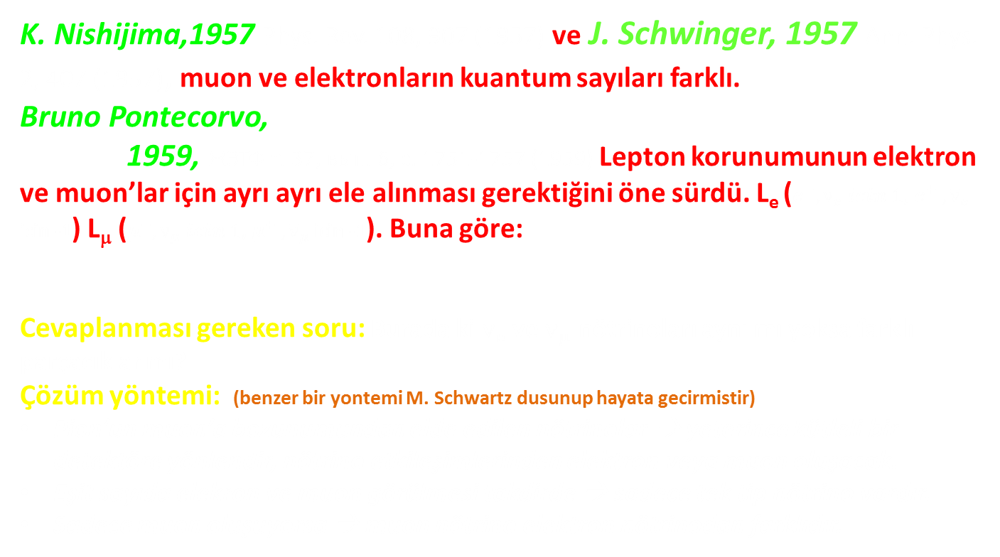 K. Nishijima,1957 ve J. Schwinger, 1957
muon ve elektronların kuantum sayıları farklı.
Bruno Pontecorvo,
1959, Lepton korunumunun elektron
ve muon’lar için ayrı ayrı ele alınması gerektiğini öne sürdü. Le (
) Lμ ( ). Buna göre:
Cevaplanması gereken soru:
Çözüm yöntemi: (benzer bir yontemi M. Schwartz dusunup hayata gecirmistir)